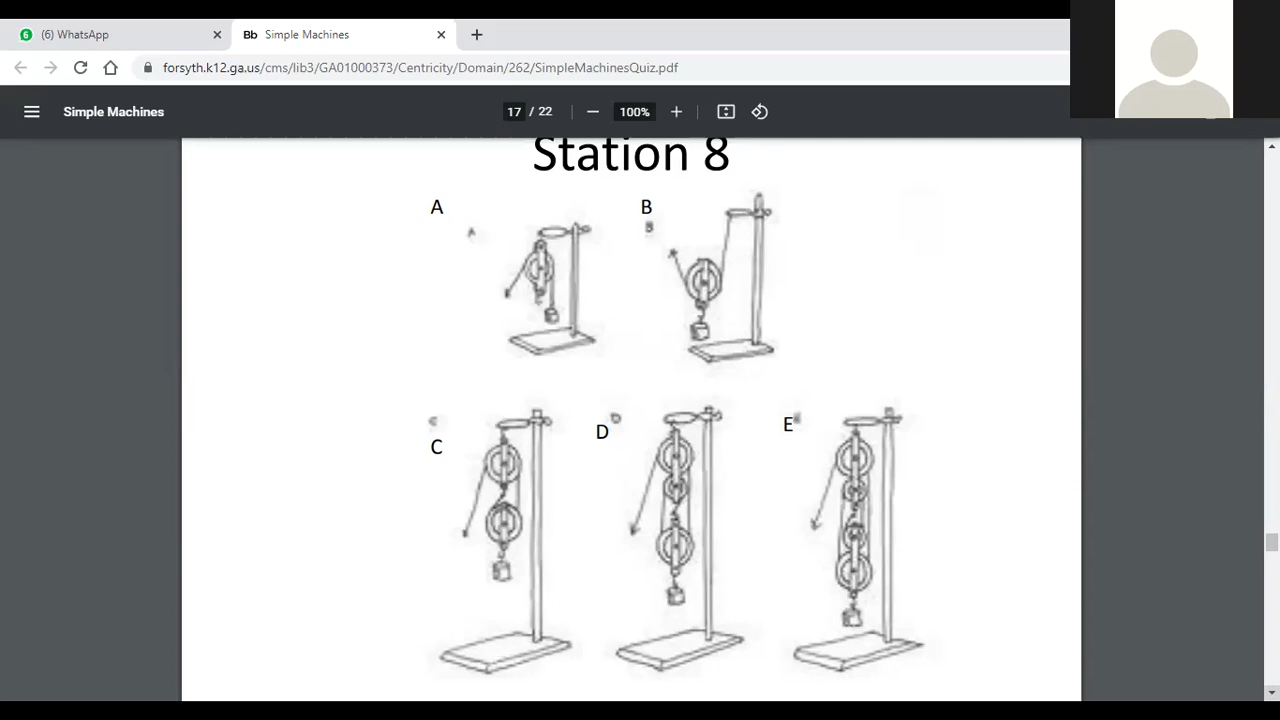 6 (6) WhatsApp
Bb Simple Machines
forsyth.k12.ga.us/cms/lib3/GA01000373/Centricity/Domain/262/SimpleMachinesQuiz.pdf
Simple Machines 17 / 22 100%
Station 8
A B
A B
C D E
C D